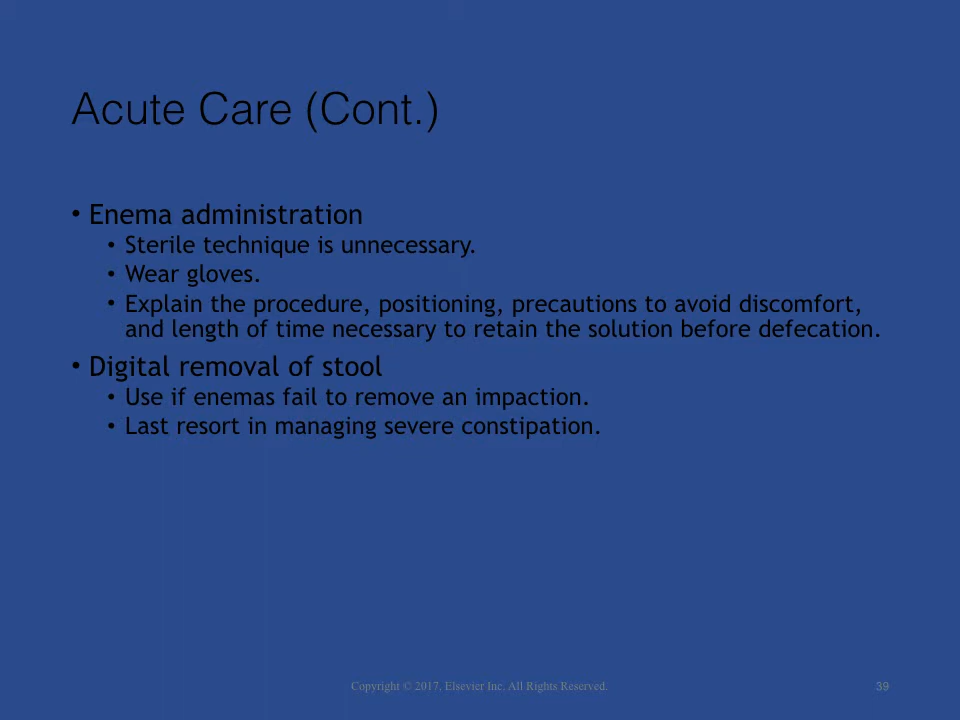 Acute Care (Cont.)
• Enema administration
• Sterile technique is unnecessary.
• Wear gloves.
• Explain the procedure, positioning, precautions to avoid discomfort,
and length of time necessary to retain the solution before defecation.
• Digital removal of stool
• Use if enemas fail to remove an impaction.
• Last resort in managing severe constipation.
Copyright © 2017, Elsevier Inc. All Rights Reserved.
39